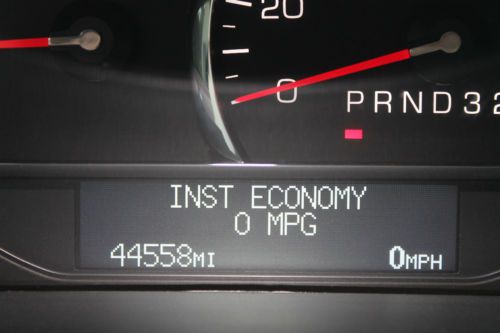 20
0
PRND32
INST ECONOMY
0 MPG
44558MI 0MPH